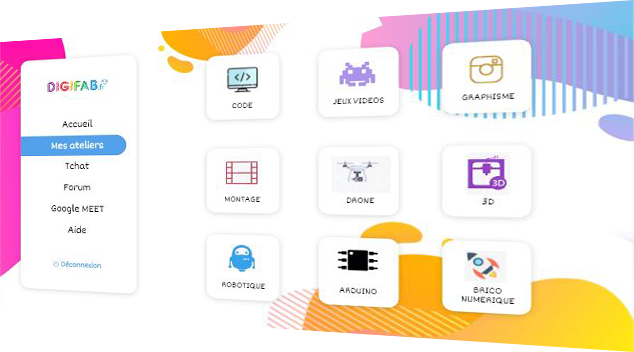 DIGIFAB.fr
Accueil
Mes ateliers
Tchat
Forum
Google MEET
Aide
Déconnexion
</>
CODE
JEUX VIDEOS
GRAPHISME
MONTAGE
DRONE
3D
3D
ROBOTIQUE
ARDUINO
BRICO
NUMERIQUE